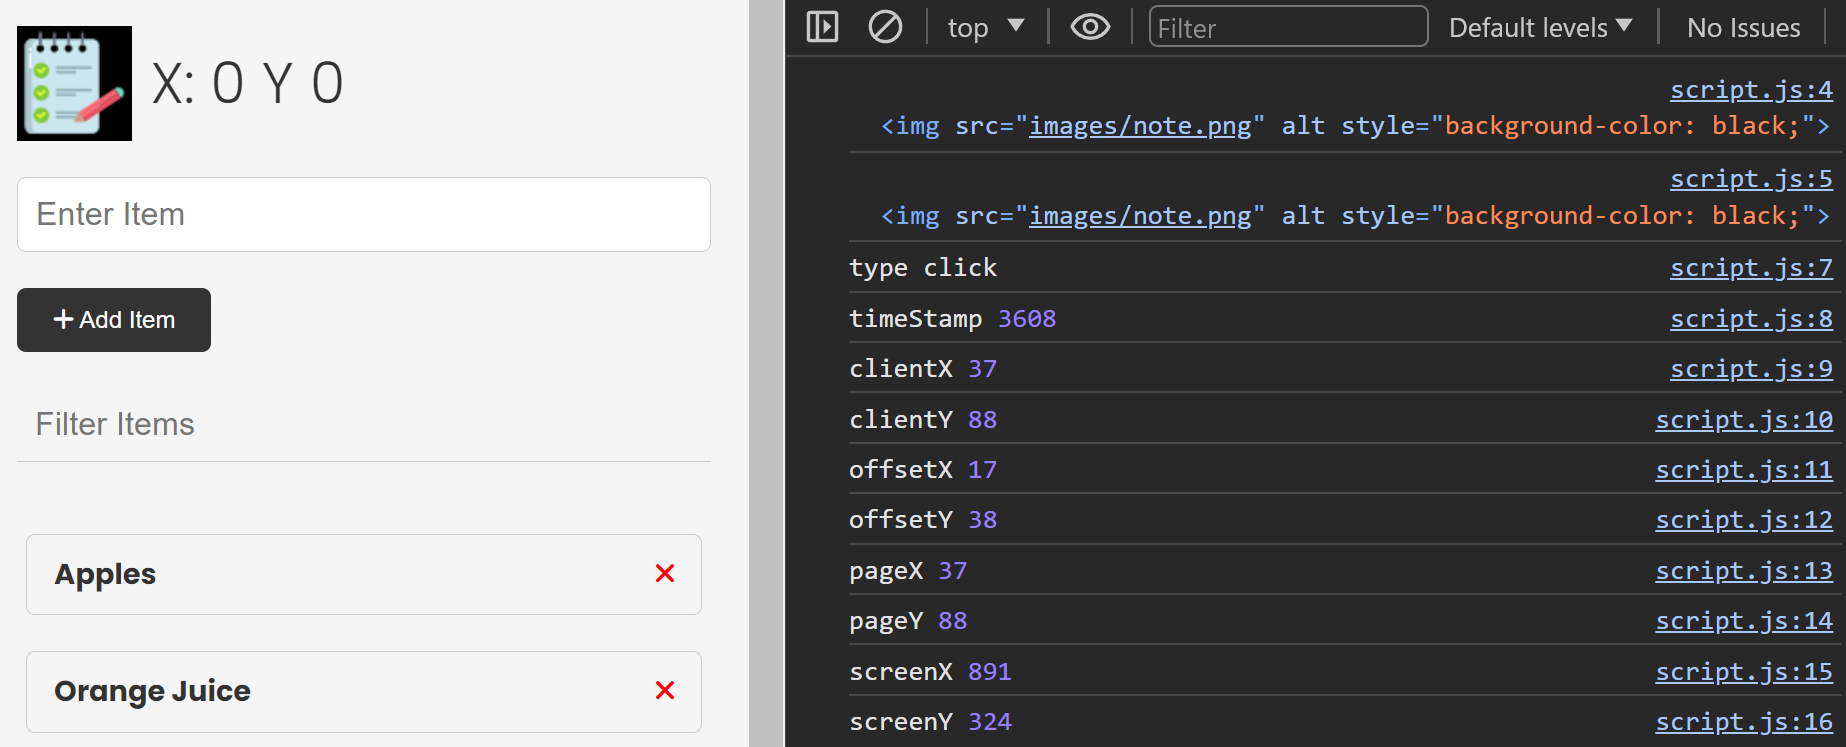 X: 0 Y 0
Enter Item
Add Item
Filter Items
Apples
Orange Juice
top
Filter
Default levels
No Issues
script.js:4
<img src="images/note.png" alt style="background-color: black;">
script.js:5
<img src="images/note.png" alt style="background-color: black;">
type click script.js:7
timeStamp 3608 script.js:8
clientX 37 script.js:9
clientY 88 script.js:10
offsetX 17 script.js:11
offsetY 38 script.js:12
pageX 37 script.js:13
pageY 88 script.js:14
screenX 891 script.js:15
screenY 324 script.js:16